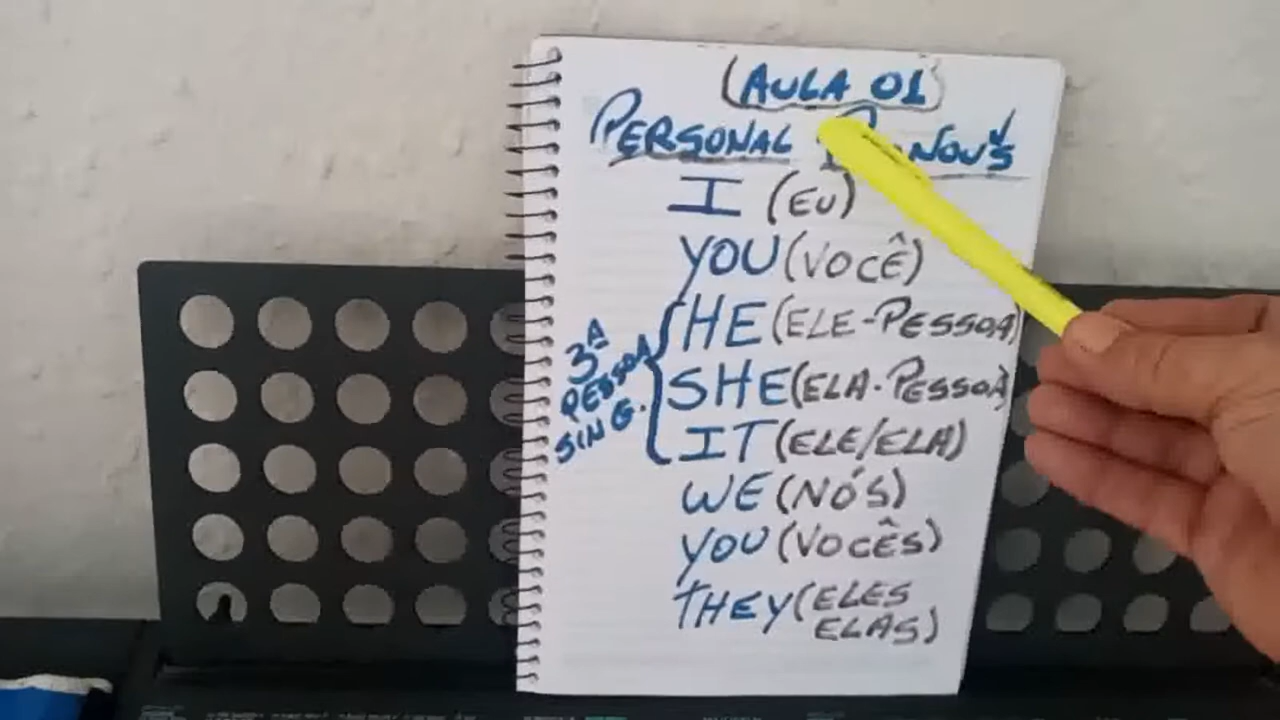 (AULA 01)
PERSONAL
I (EU)
YOU (VOCÊ)
HE (ELE-PESSOA)
SHE (ELA-PESSOA)
IT (ELE/ELA)
3ª
PESSOA
SING.
WE (NÓS)
YOU (VOCÊS)
THEY (ELES
ELAS)